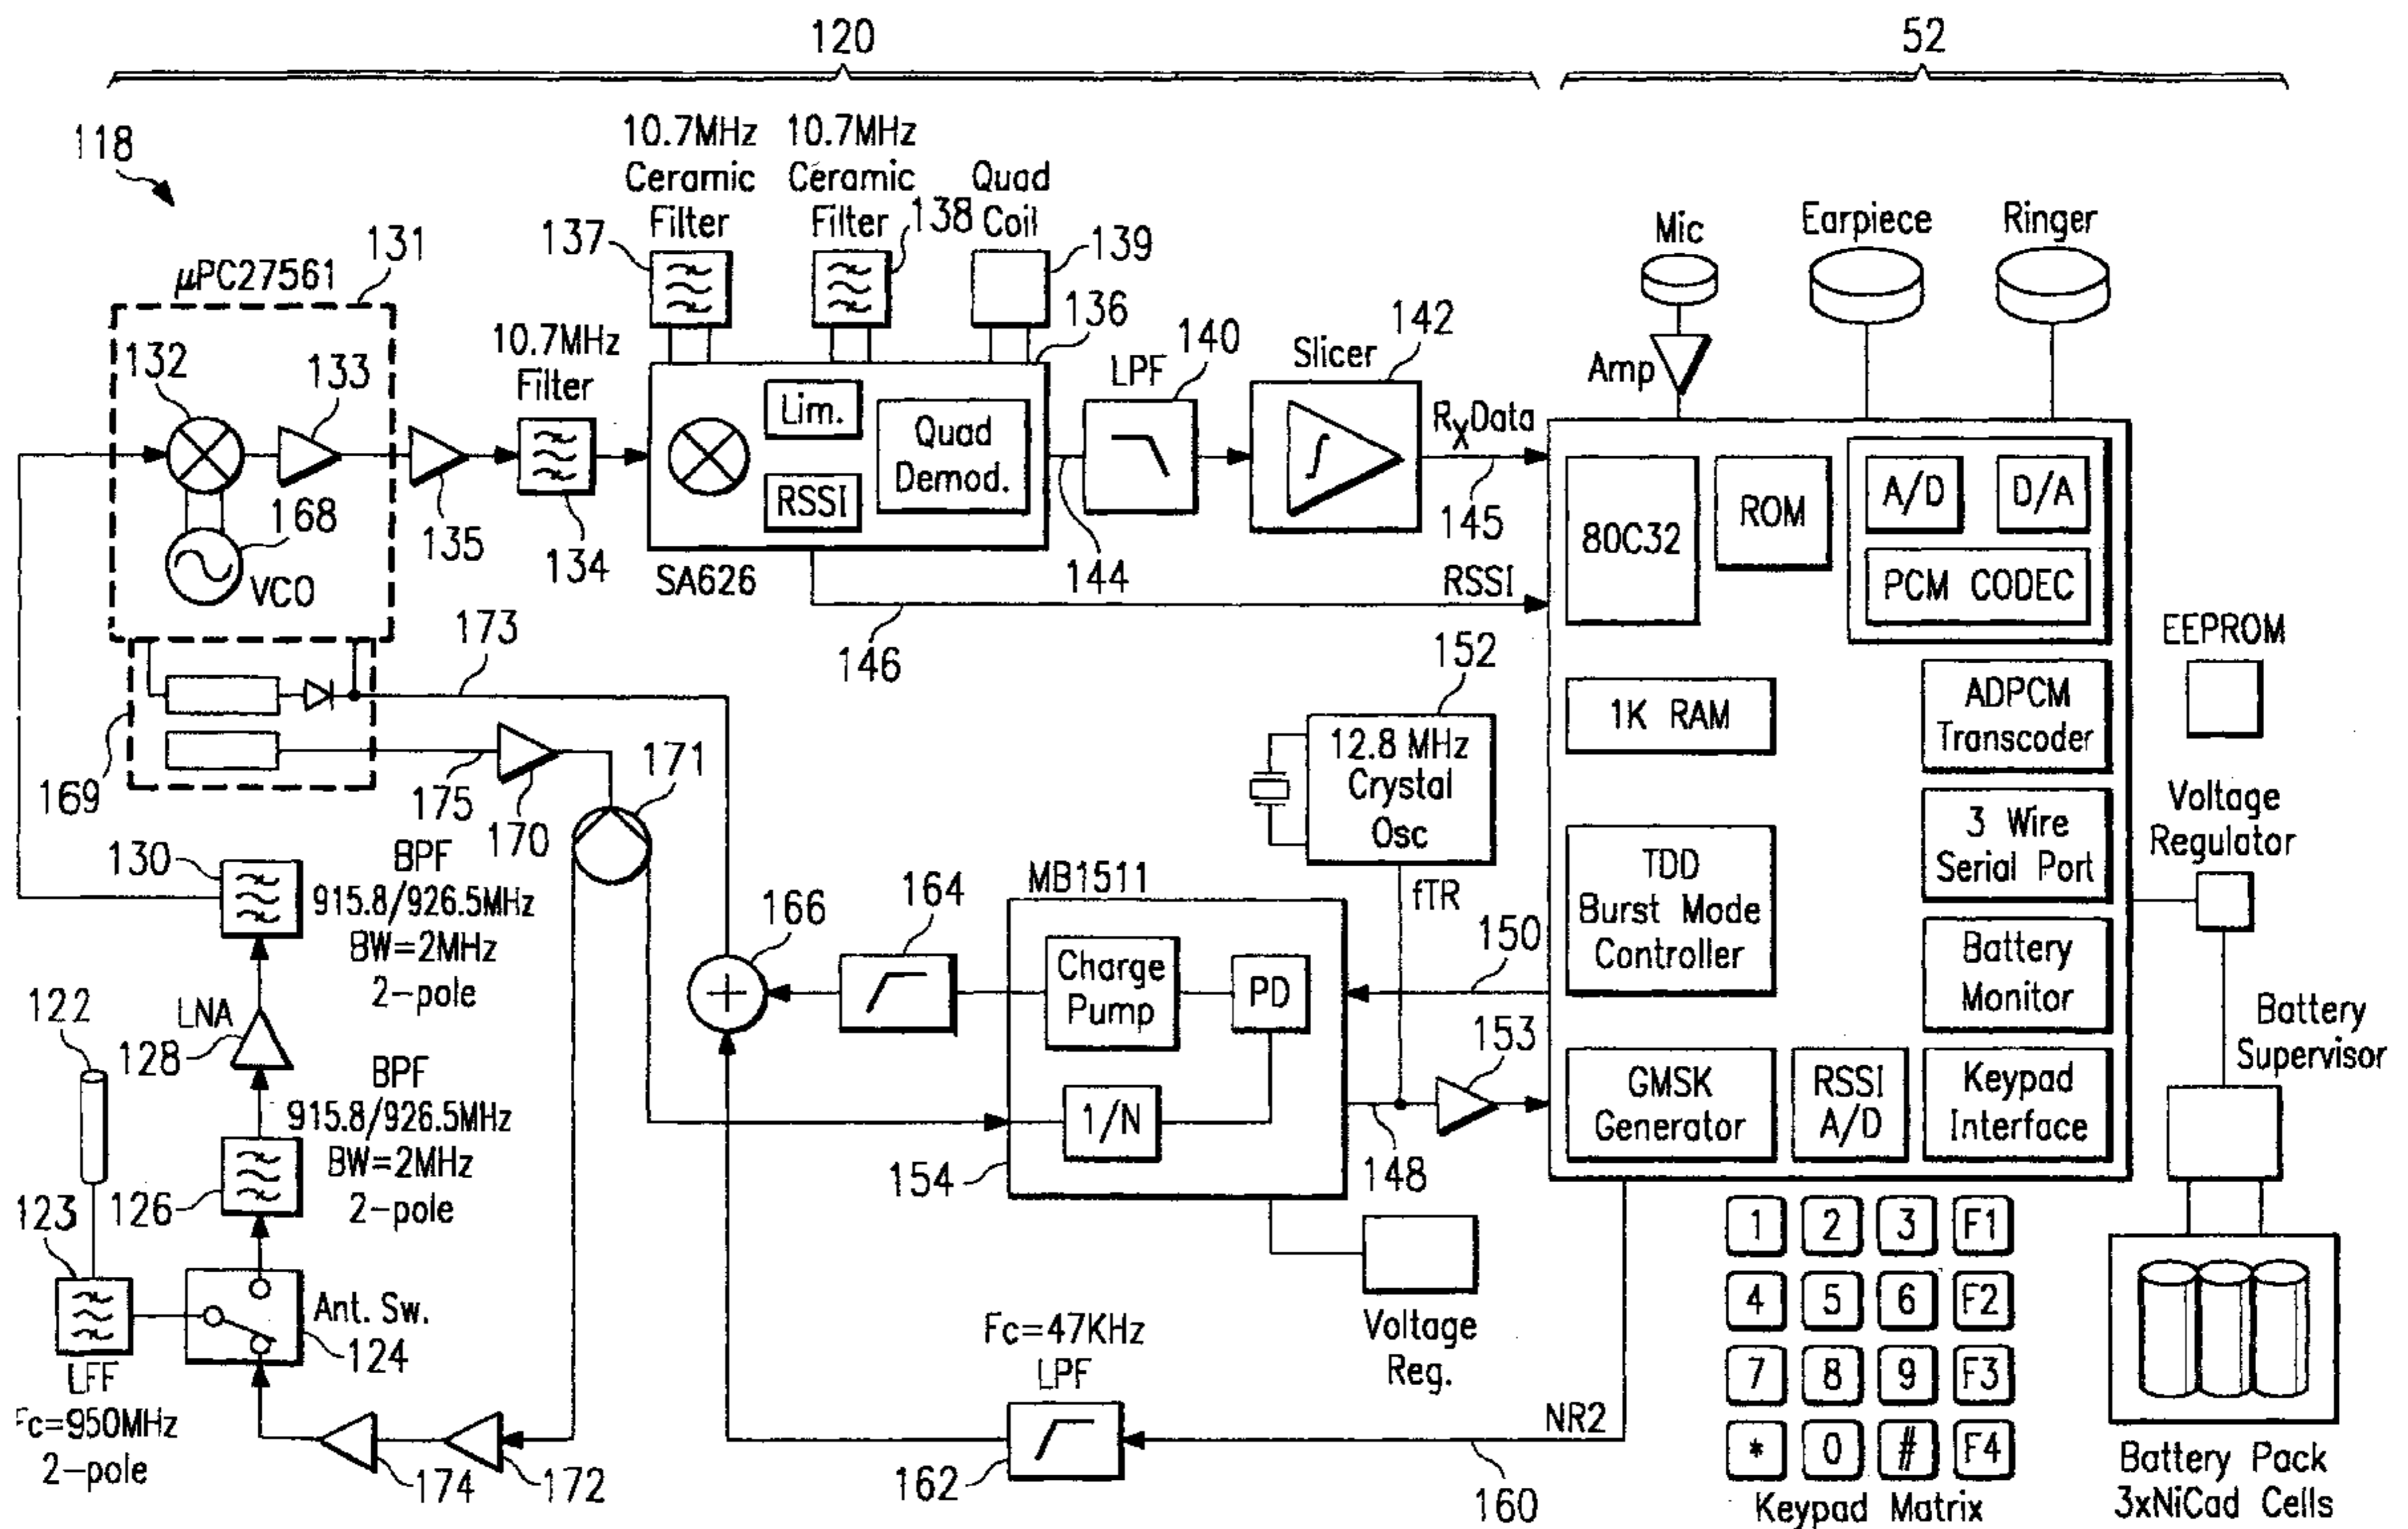 120
52
118
10.7MHz
Ceramic
Filter
137
10.7MHz
Ceramic
Filter
138
Quad
Coil
139
136
μPC27561
131
132
133
168
VCO
135
10.7MHz
Filter
134
Lim.
RSSI
Quad
Demod.
SA626
144
LPF
140
Slicer
142
RXData
145
RSSI
146
Mic
Amp
Earpiece
Ringer
80C32
ROM
A/D
D/A
PCM CODEC
1K RAM
ADPCM
Transcoder
TDD
Burst Mode
Controller
3 Wire
Serial Port
Battery
Monitor
GMSK
Generator
RSSI
A/D
Keypad
Interface
EEPROM
Voltage
Regulator
Battery
Supervisor
Battery Pack
3xNiCad Cells
173
169
175
170
171
152
12.8 MHz
Crystal
Osc
fTR
150
153
148
MB1511
Charge
Pump
PD
1/N
154
164
166
130
BPF
915.8/926.5MHz
BW=2MHz
2-pole
LNA
128
122
BPF
915.8/926.5MHz
BW=2MHz
2-pole
126
123
LFF
Fc=950MHz
2-pole
Ant. Sw.
124
174
172
Voltage
Reg.
Fc=47KHz
LPF
162
NR2
160
1 2 3 F1
4 5 6 F2
7 8 9 F3
* 0 # F4
Keypad Matrix